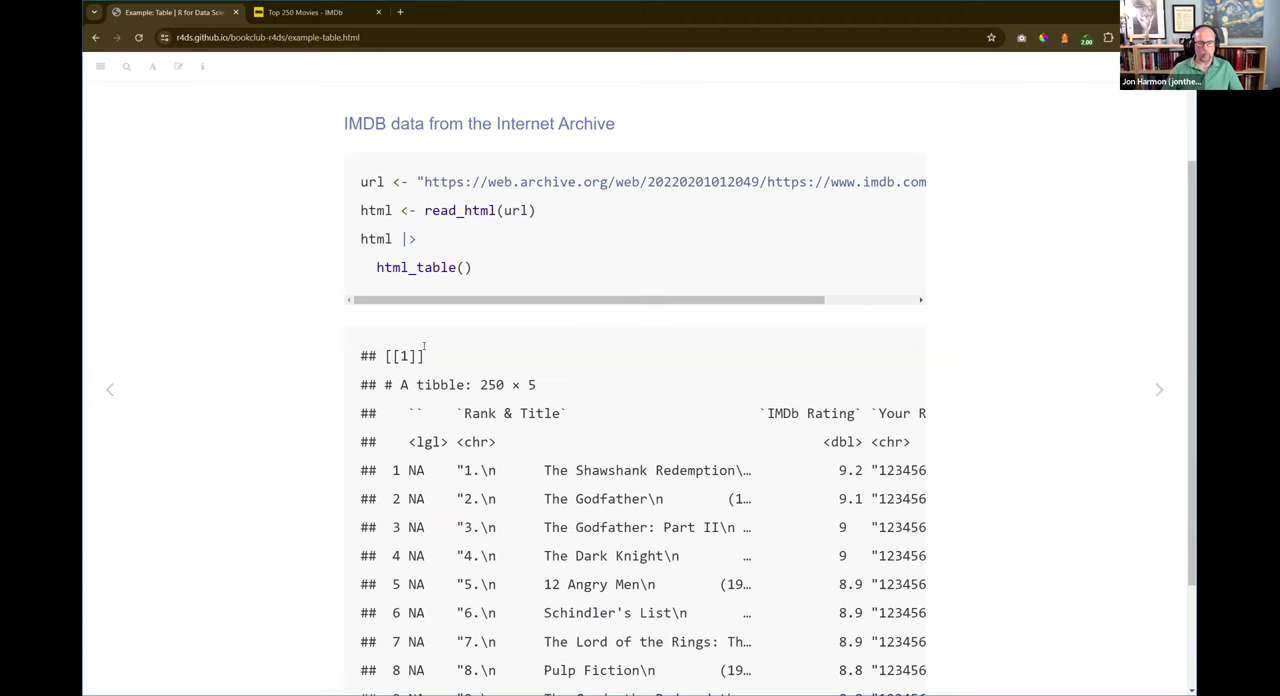 Example: Table | R for Data Scie
Top 250 Movies - IMDb
r4ds.github.io/bookclub-r4ds/example-table.html
2.00
Jon Harmon (jonthe...
IMDB data from the Internet Archive
url <- "https://web.archive.org/web/20220201012049/https://www.imdb.com
html <- read_html(url)
html |>
html_table()
## [[1]]
## # A tibble: 250 × 5
## `` `Rank & Title` `IMDb Rating` `Your R
## <lgl> <chr> <dbl> <chr>
## 1 NA "1.\n The Shawshank Redemption\… 9.2 "123456
## 2 NA "2.\n The Godfather\n (1… 9.1 "123456
## 3 NA "3.\n The Godfather: Part II\n … 9 "123456
## 4 NA "4.\n The Dark Knight\n … 9 "123456
## 5 NA "5.\n 12 Angry Men\n (19… 8.9 "123456
## 6 NA "6.\n Schindler's List\n … 8.9 "123456
## 7 NA "7.\n The Lord of the Rings: Th… 8.9 "123456
## 8 NA "8.\n Pulp Fiction\n (19… 8.8 "123456